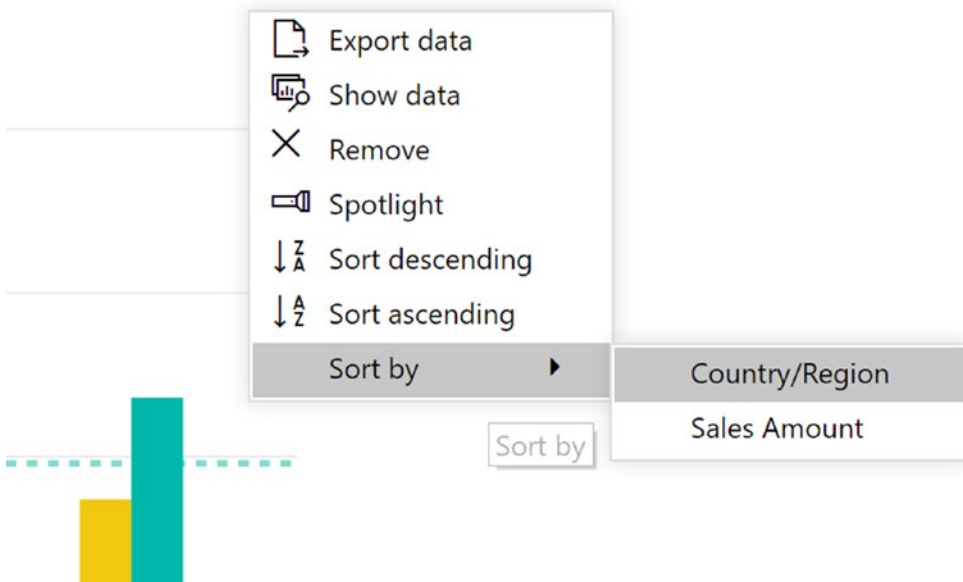 Export data
Show data
Remove
Spotlight
Sort descending
Sort ascending
Sort by
Country/Region
Sales Amount
Sort by